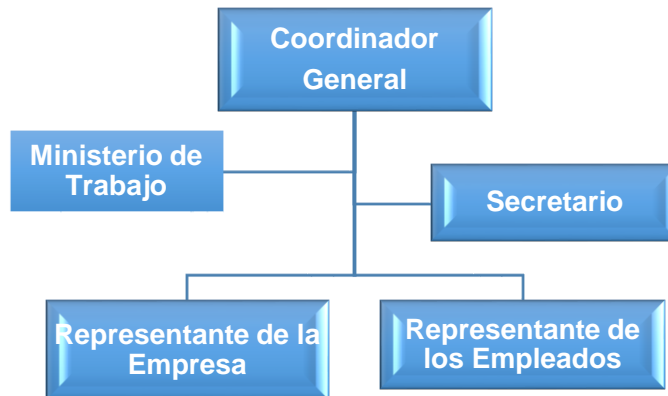 Coordinador
General
Ministerio de
Trabajo
Secretario
Representante de la
Empresa
Representante de
los Empleados